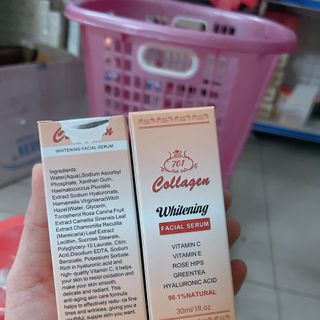 Collagen
WHITENING FACIAL SERUM
Ingredients:
Water(Aqua),Sodium Ascorbyl
Phosphate, Xanthan Gum,
Haematococcus Pluvialis
Extract Sodium Hyaluronate,
Hamamelis Virginiana(Witch
Hazel)Water, Glycerin,
Tocopherol Rosa Canina Fruit
Extract Camellia Sinensis Leaf
Extract Chamomilla Recutita
(Matricaria) Leaf Extract
Lecithin, Sucrose Stearate,
Polyglycery-10 Laurate, Citric
Acid,Disodium EDTA, Sodium
Benzoate, Potassium Sorbate.
Rich in hyaluronic acid and
high-quality Vitamin C, it helps
your skin to resist oxidation and
make your skin smooth,
delicate and radiant. This
anti-aging skin care formula
helps to effectively redu-ce fine
lines and wrinkles, giving you a
youthful, supple skin you want.
701
Collagen
Whitening
FACIAL SERUM
VITAMIN C
VITAMIN E
ROSE HIPS
GREENTEA
HYALURONIC ACID
98.1%NATURAL
30ml/1fl.oz